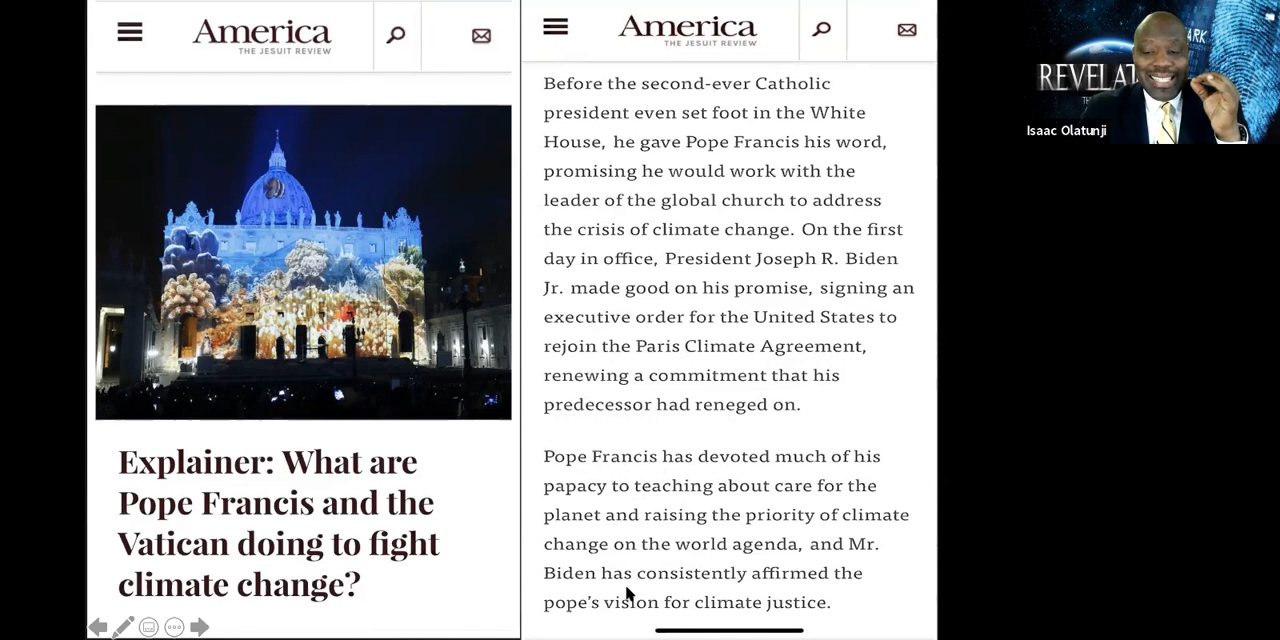 America
THE JESUIT REVIEW
Explainer: What are
Pope Francis and the
Vatican doing to fight
climate change?
America
THE JESUIT REVIEW
Before the second-ever Catholic
president even set foot in the White
House, he gave Pope Francis his word,
promising he would work with the
leader of the global church to address
the crisis of climate change. On the first
day in office, President Joseph R. Biden
Jr. made good on his promise, signing an
executive order for the United States to
rejoin the Paris Climate Agreement,
renewing a commitment that his
predecessor had reneged on.
Pope Francis has devoted much of his
papacy to teaching about care for the
planet and raising the priority of climate
change on the world agenda, and Mr.
Biden has consistently affirmed the
pope's vision for climate justice.
REVELAT
ARK
Isaac Olatunji